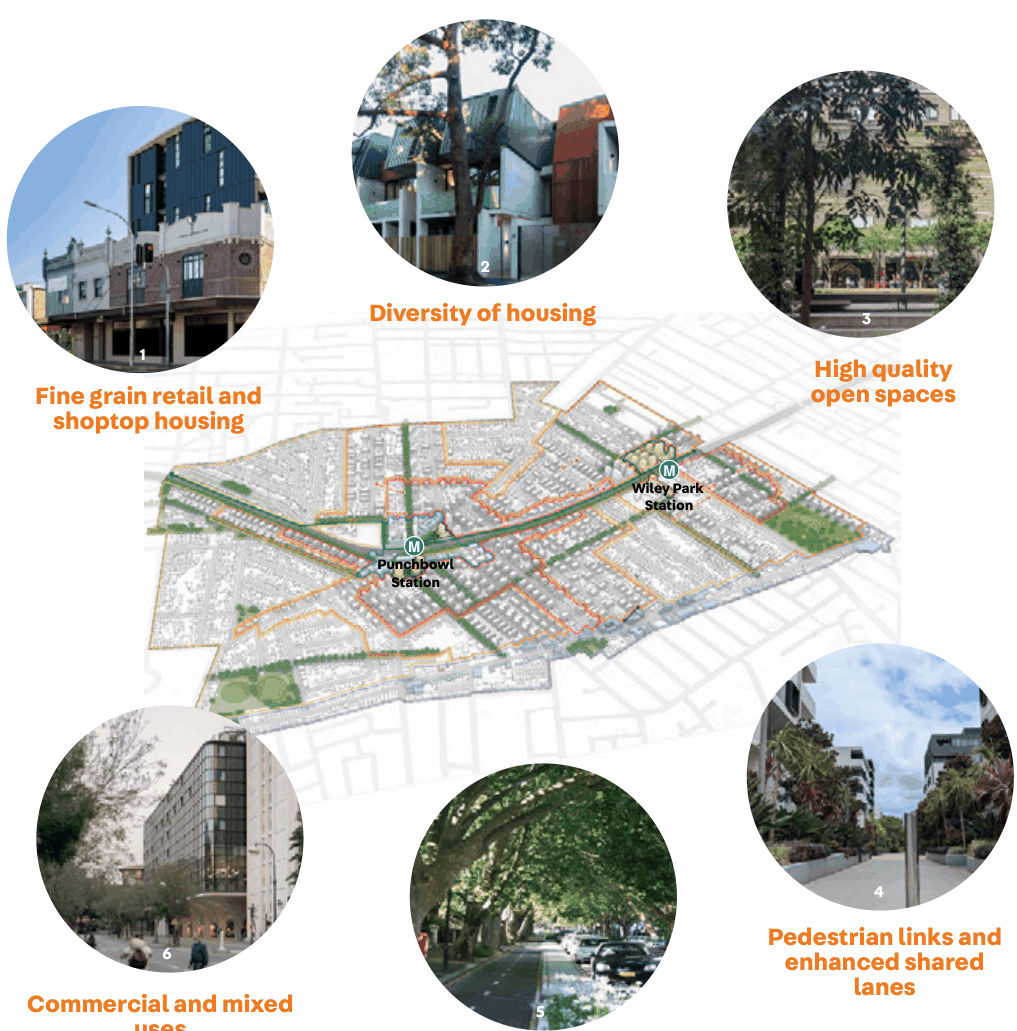 2
Diversity of housing
1
Fine grain retail and
shoptop housing
3
High quality
open spaces
M
Wiley Park
Station
M
Punchbowl
Station
4
Pedestrian links and
enhanced shared
lanes
6
Commercial and mixed
uses
5